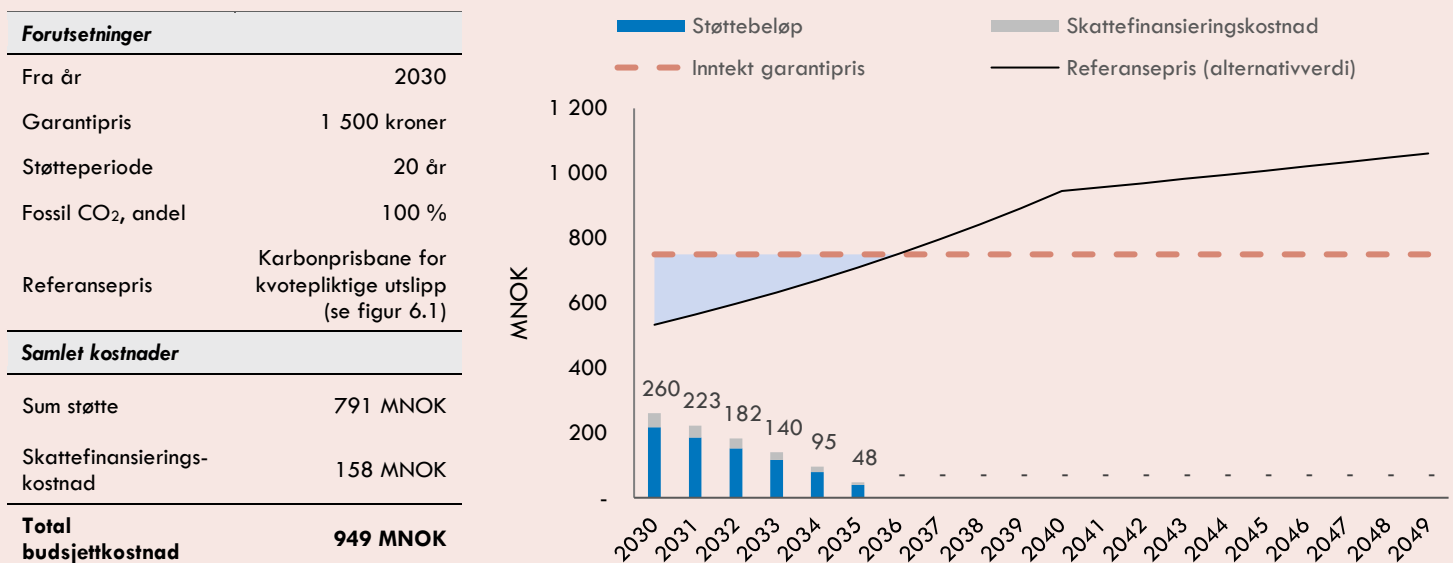 Forutsetninger
Fra år 2030
Garantipris 1 500 kroner
Støtteperiode 20 år
Fossil CO2, andel 100 %
Referansepris Karbonprisbane for
kvotepliktige utslipp
(se figur 6.1)
Samlet kostnader
Sum støtte 791 MNOK
Skattefinansierings-
kostnad 158 MNOK
Total
budsjettkostnad 949 MNOK
Støttebeløp Skattefinansieringskostnad
Inntekt garantipris Referansepris (alternativverdi)
MNOK
1 200
1 000
800
600
400
200
-
260 223 182 140 95 48 - - - - - - - - - - - - - -
2030 2031 2032 2033 2034 2035 2036 2037 2038 2039 2040 2041 2042 2043 2044 2045 2046 2047 2048 2049